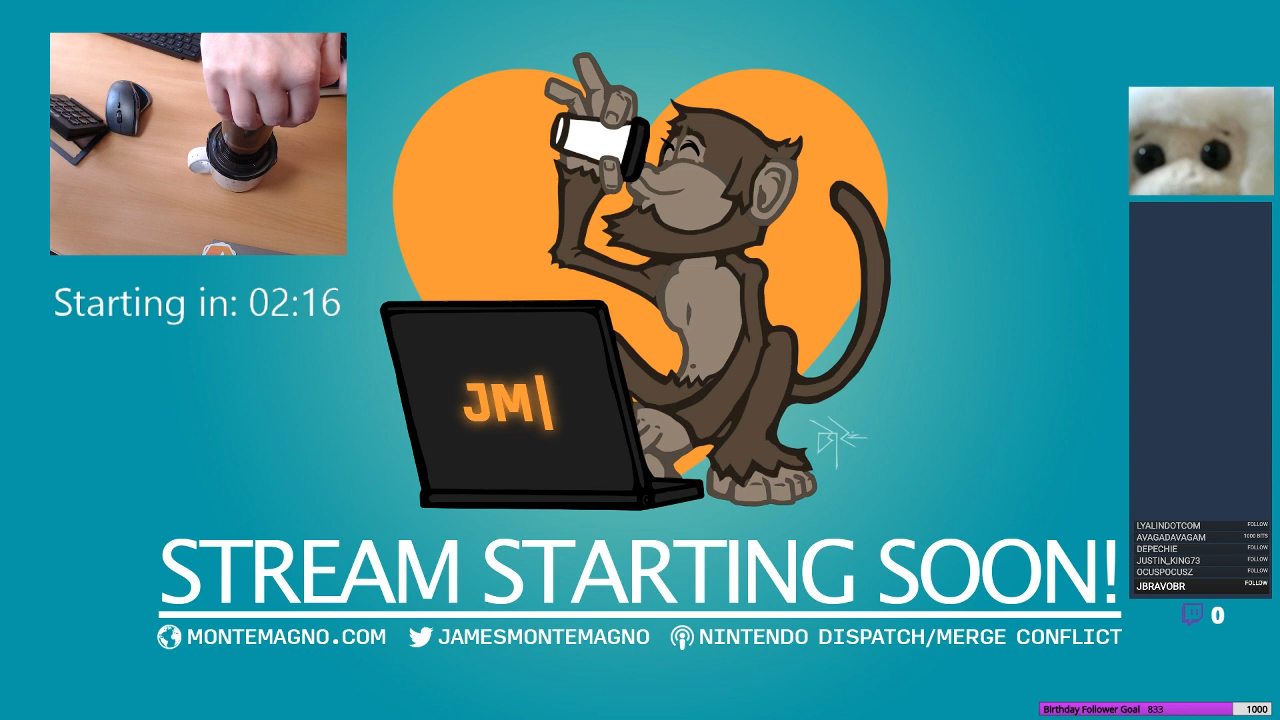 Starting in: 02:16
JM|
STREAM STARTING SOON!
MONTEMAGNO.COM JAMESMONTEMAGNO NINTENDO DISPATCH/MERGE CONFLICT
LYALINDOTCOM FOLLOW
AVAGADAVAGAM 1000 BITS
DEPECHIE FOLLOW
JUSTIN_KING73 FOLLOW
OCUSPOCUSZ FOLLOW
JBRAVOBR FOLLOW
0
Birthday Follower Goal 833 1000